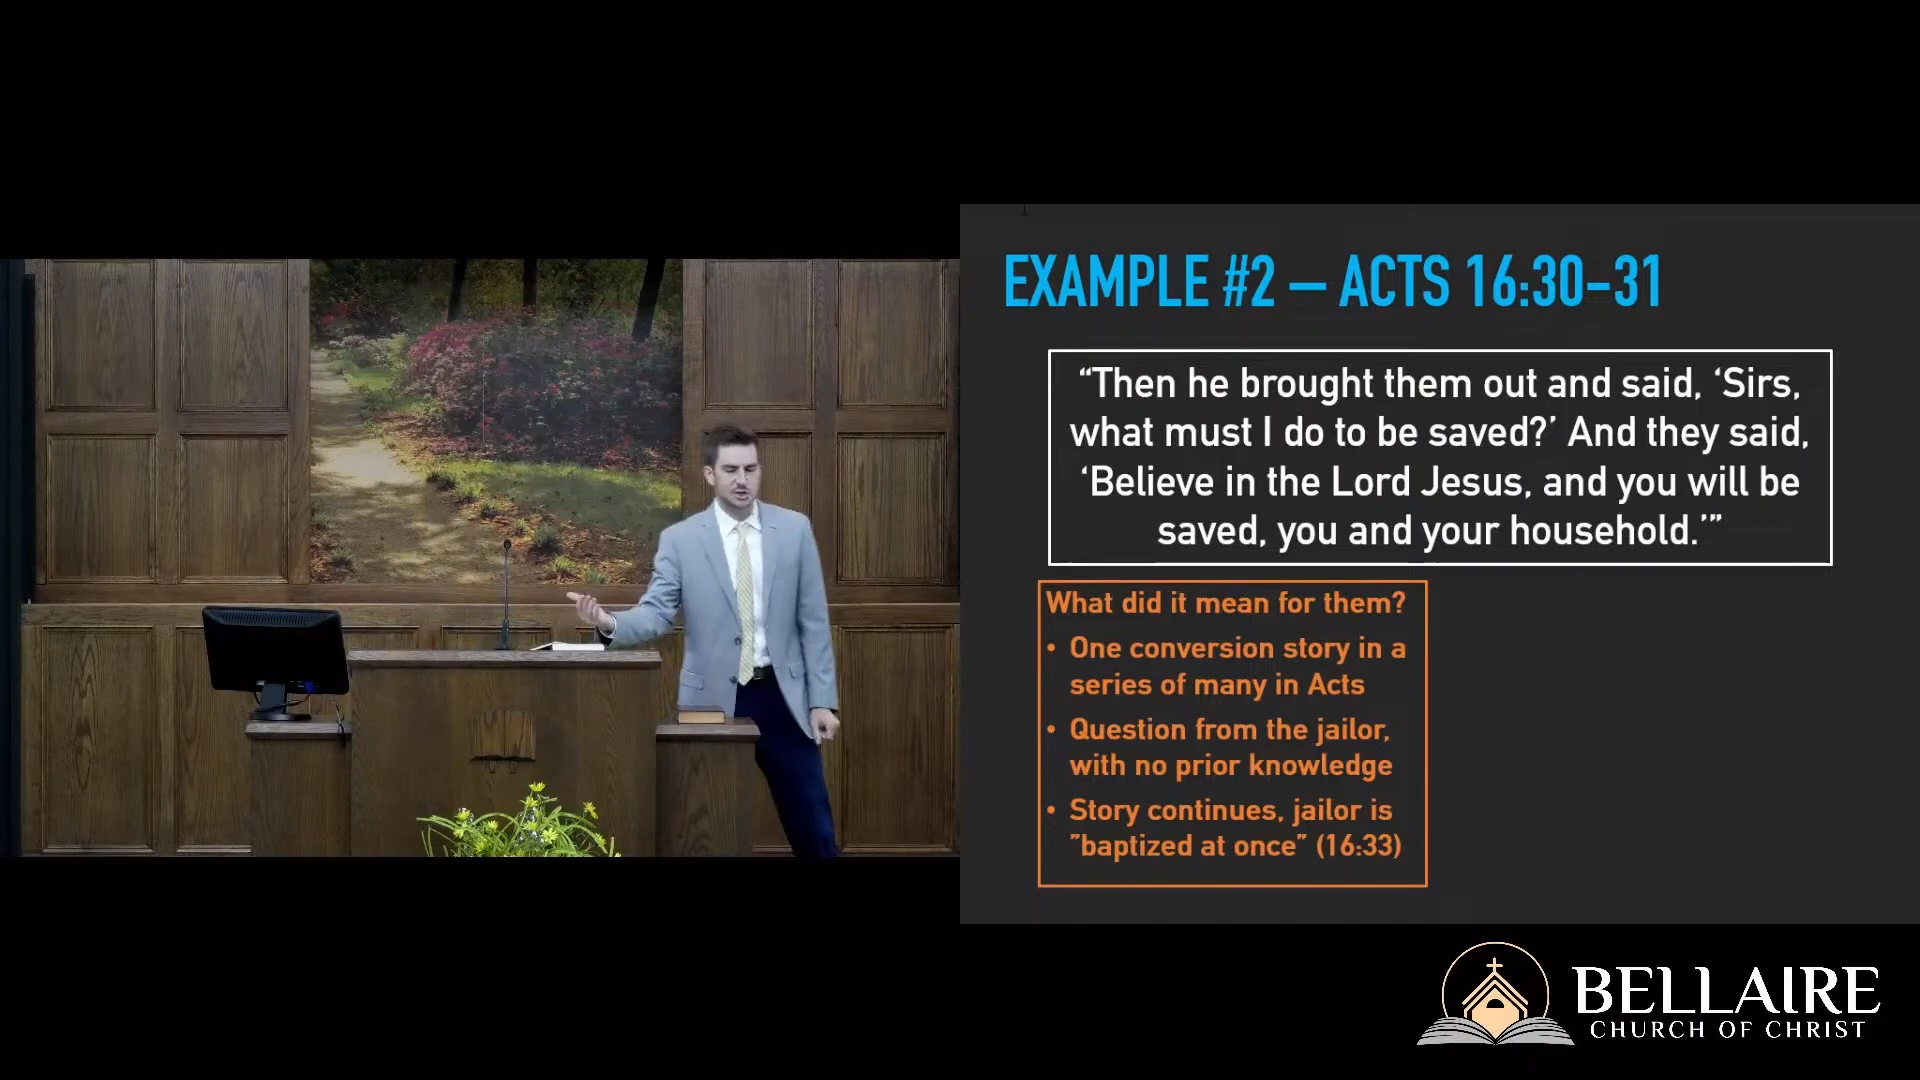 EXAMPLE #2 – ACTS 16:30-31
“Then he brought them out and said, ‘Sirs,
what must I do to be saved?’ And they said,
‘Believe in the Lord Jesus, and you will be
saved, you and your household.’”
What did it mean for them?
• One conversion story in a
series of many in Acts
• Question from the jailor,
with no prior knowledge
• Story continues, jailor is
"baptized at once" (16:33)
BELLAIRE
CHURCH OF CHRIST